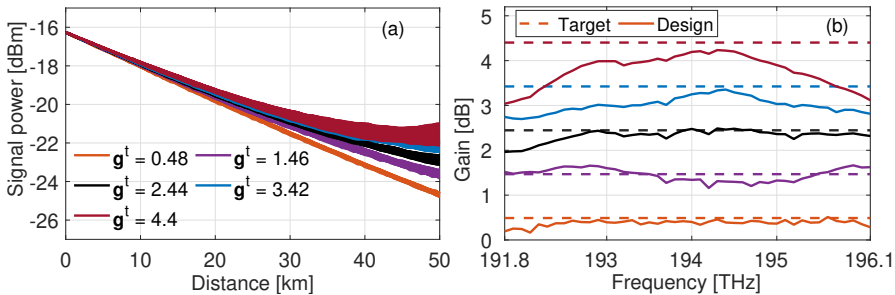 (a)
Signal power [dBm]
-16
-18
-20
-22
-24
-26
g^t = 0.48
g^t = 1.46
g^t = 2.44
g^t = 3.42
g^t = 4.4
0 10 20 30 40 50
Distance [km]
(b)
Target Design
Gain [dB]
5
4
3
2
1
0
191.8 193 194 195 196.1
Frequency [THz]